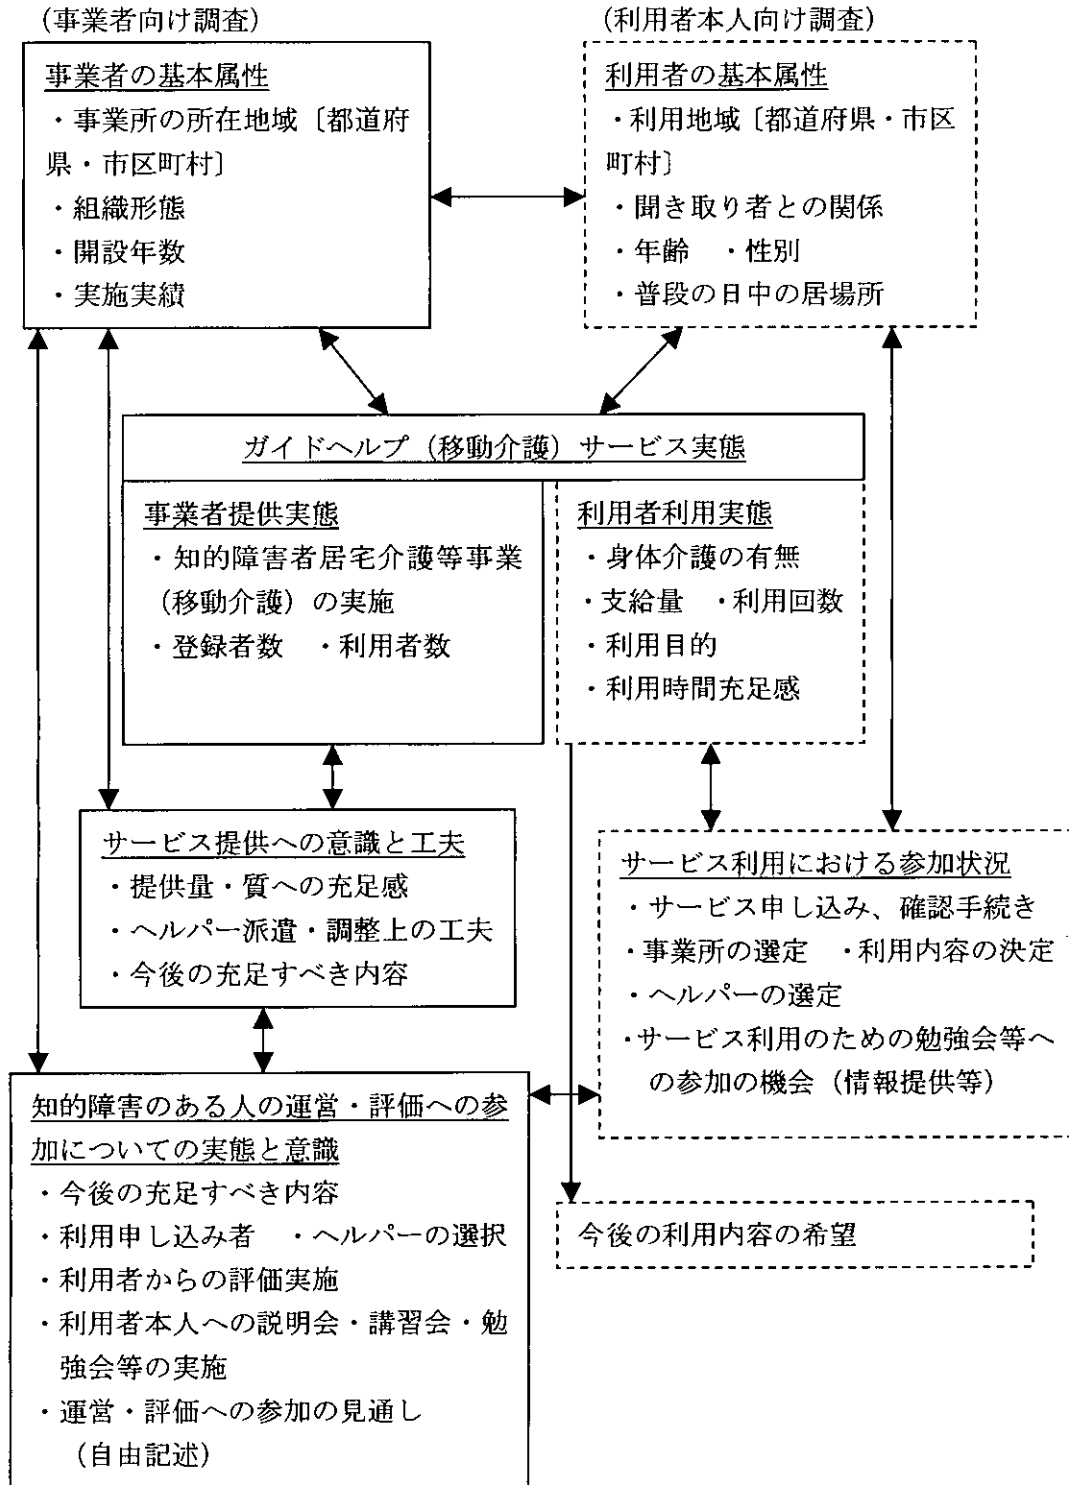 (事業者向け調査)
事業者の基本属性
・事業所の所在地域〔都道府
県・市区町村〕
・組織形態
・開設年数
・実施実績
(利用者本人向け調査)
利用者の基本属性
・利用地域〔都道府県・市区
町村〕
・聞き取り者との関係
・年齢　・性別
・普段の日中の居場所
ガイドヘルプ（移動介護）サービス実態
事業者提供実態
・知的障害者居宅介護等事業
（移動介護）の実施
・登録者数　・利用者数
利用者利用実態
・身体介護の有無
・支給量　・利用回数
・利用目的
・利用時間充足感
サービス提供への意識と工夫
・提供量・質への充足感
・ヘルパー派遣・調整上の工夫
・今後の充足すべき内容
サービス利用における参加状況
・サービス申し込み、確認手続き
・事業所の選定　・利用内容の決定
・ヘルパーの選定
・サービス利用のための勉強会等へ
の参加の機会（情報提供等）
知的障害のある人の運営・評価への参
加についての実態と意識
・今後の充足すべき内容
・利用申し込み者　・ヘルパーの選択
・利用者からの評価実施
・利用者本人への説明会・講習会・勉
強会等の実施
・運営・評価への参加の見通し
（自由記述）
今後の利用内容の希望